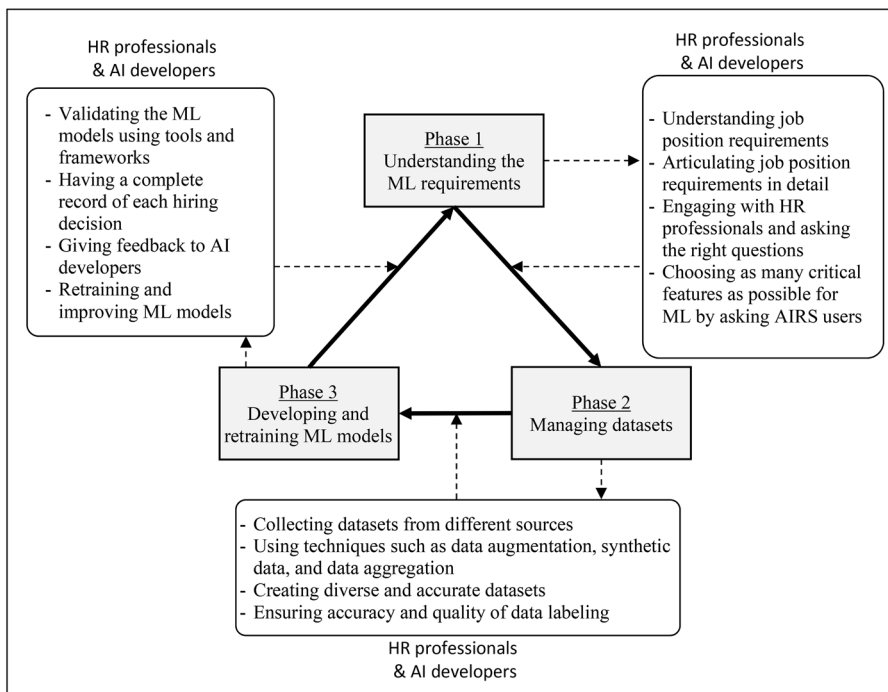 HR professionals
& AI developers
- Validating the ML
models using tools and
frameworks
- Having a complete
record of each hiring
decision
- Giving feedback to AI
developers
- Retraining and
improving ML models
Phase 1
Understanding the
ML requirements
HR professionals
& AI developers
- Understanding job
position requirements
- Articulating job position
requirements in detail
- Engaging with HR
professionals and asking
the right questions
- Choosing as many critical
features as possible for
ML by asking AIRS users
Phase 3
Developing and
retraining ML models
Phase 2
Managing datasets
- Collecting datasets from different sources
- Using techniques such as data augmentation, synthetic
data, and data aggregation
- Creating diverse and accurate datasets
- Ensuring accuracy and quality of data labeling
HR professionals
& AI developers